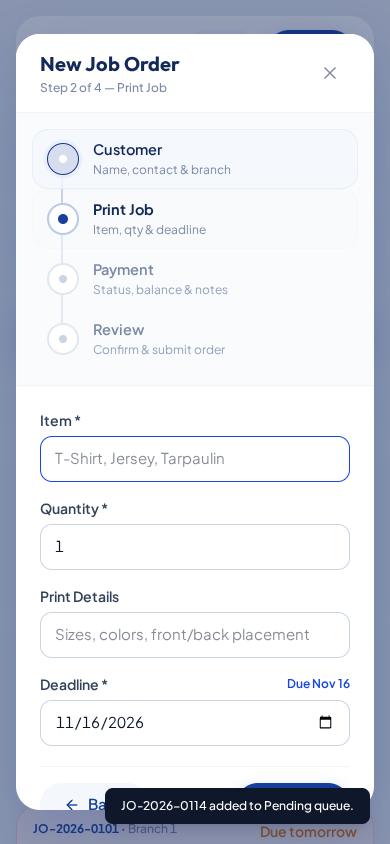 New Job Order
Step 2 of 4 — Print Job
Customer
Name, contact & branch
Print Job
Item, qty & deadline
Payment
Status, balance & notes
Review
Confirm & submit order
Item *
T-Shirt, Jersey, Tarpaulin
Quantity *
1
Print Details
Sizes, colors, front/back placement
Deadline *
Due Nov 16
11/16/2026
JO-2026-0114 added to Pending queue.
JO-2026-0101 · Branch 1
Due tomorrow